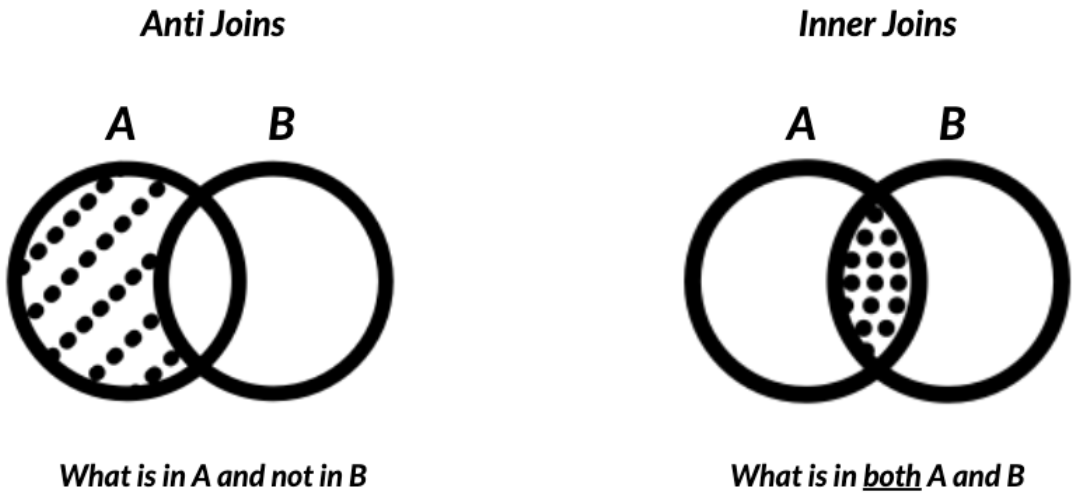 Anti Joins
Inner Joins
A B
A B
What is in A and not in B
What is in both A and B